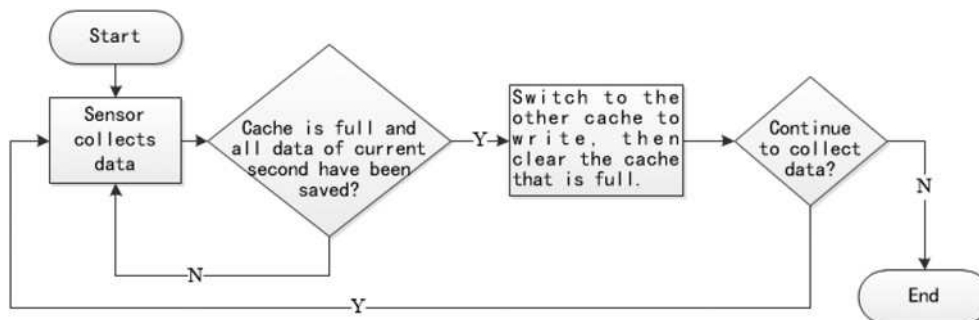 Start
Sensor
collects
data
Cache is full and
all data of current
second have been
saved?
Y
N
Switch to the
other cache to
write, then
clear the cache
that is full.
Continue
to collect
data?
N
Y
End